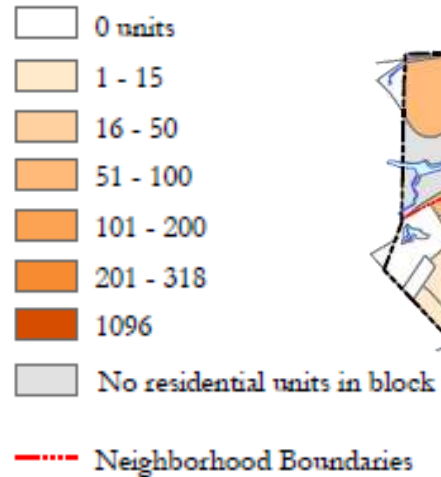 0 units
1 - 15
16 - 50
51 - 100
101 - 200
201 - 318
1096
No residential units in block
Neighborhood Boundaries